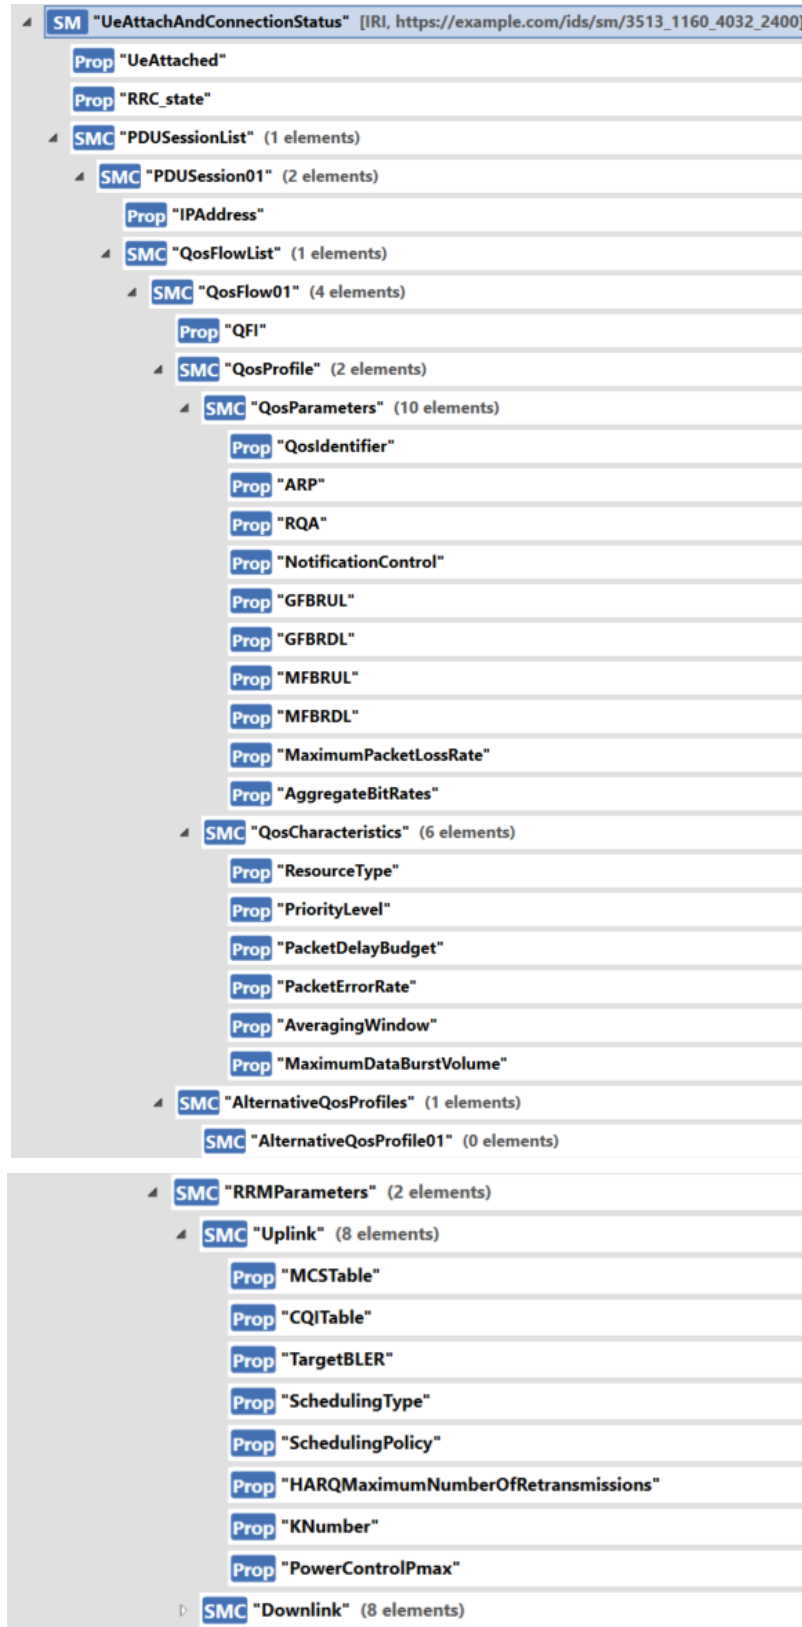 SM "UeAttachAndConnectionStatus" [IRI, https://example.com/ids/sm/3513_1160_4032_2400]
Prop "UeAttached"
Prop "RRC_state"
SMC "PDUSessionList" (1 elements)
SMC "PDUSession01" (2 elements)
Prop "IPAddress"
SMC "QosFlowList" (1 elements)
SMC "QosFlow01" (4 elements)
Prop "QFI"
SMC "QosProfile" (2 elements)
SMC "QosParameters" (10 elements)
Prop "QosIdentifier"
Prop "ARP"
Prop "RQA"
Prop "NotificationControl"
Prop "GFBRUL"
Prop "GFBRDL"
Prop "MFBRUL"
Prop "MFBRDL"
Prop "MaximumPacketLossRate"
Prop "AggregateBitRates"
SMC "QosCharacteristics" (6 elements)
Prop "ResourceType"
Prop "PriorityLevel"
Prop "PacketDelayBudget"
Prop "PacketErrorRate"
Prop "AveragingWindow"
Prop "MaximumDataBurstVolume"
SMC "AlternativeQosProfiles" (1 elements)
SMC "AlternativeQosProfile01" (0 elements)
SMC "RRMParameters" (2 elements)
SMC "Uplink" (8 elements)
Prop "MCSTable"
Prop "CQITable"
Prop "TargetBLER"
Prop "SchedulingType"
Prop "SchedulingPolicy"
Prop "HARQMaximumNumberOfRetransmissions"
Prop "KNumber"
Prop "PowerControlPmax"
SMC "Downlink" (8 elements)